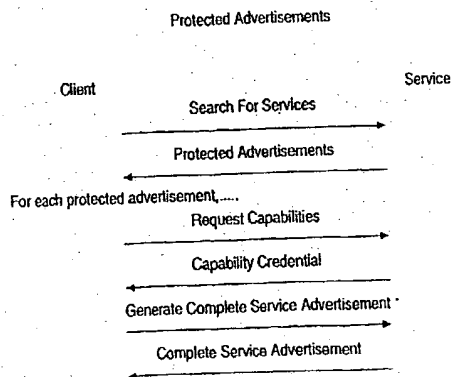 Protected Advertisements
Client
Service
Search For Services
Protected Advertisements
For each protected advertisement,.....
Request Capabilities
Capability Credential
Generate Complete Service Advertisement
Complete Service Advertisement